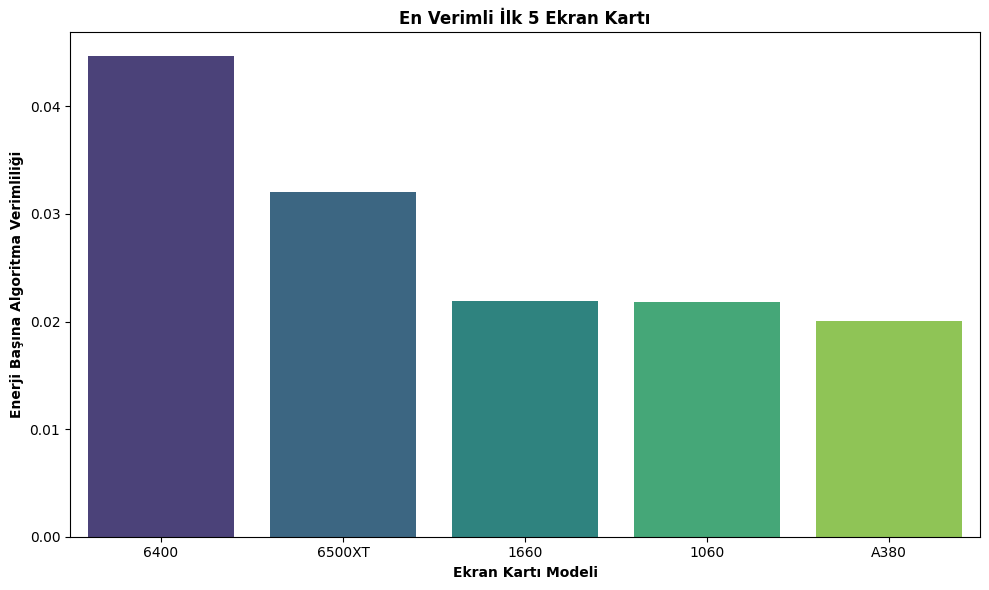 En Verimli İlk 5 Ekran Kartı
Enerji Başına Algoritma Verimliliği
0.04
0.03
0.02
0.01
0.00
6400 6500XT 1660 1060 A380
Ekran Kartı Modeli